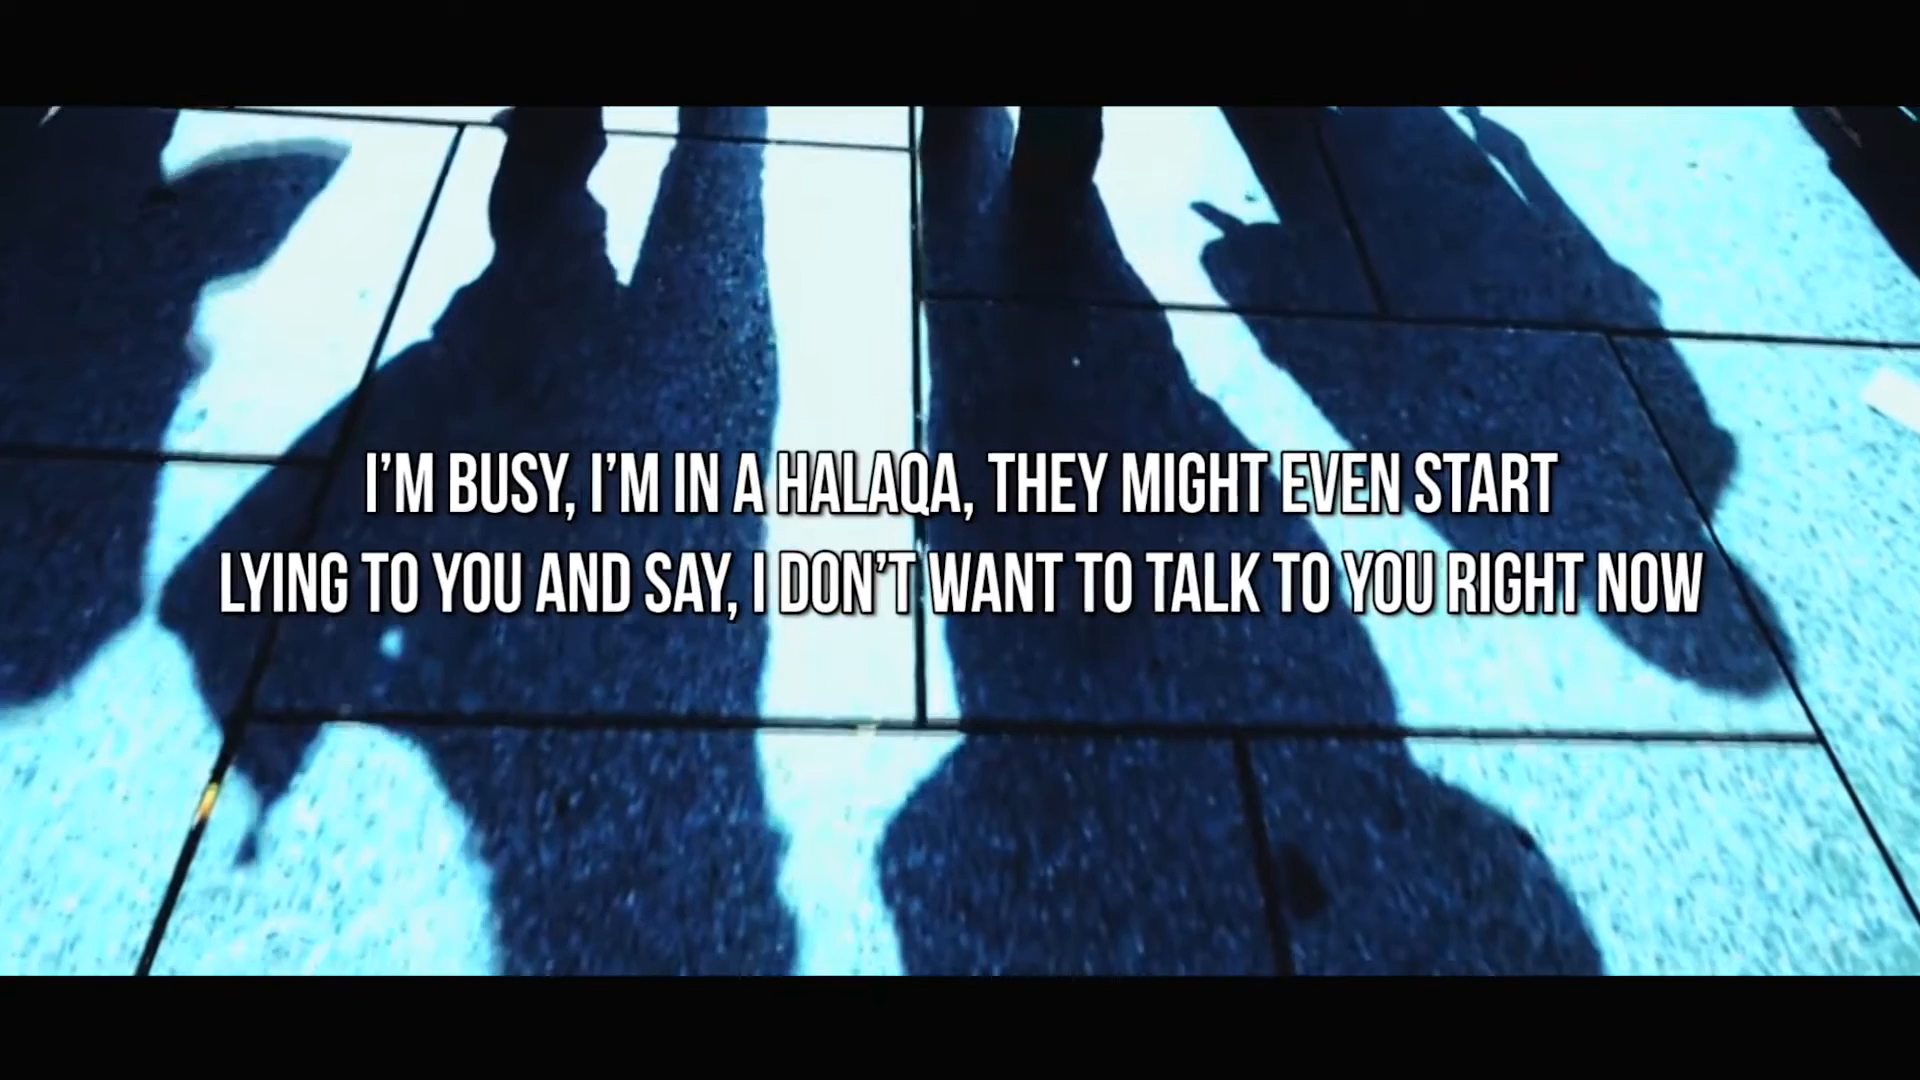 I'M BUSY, I'M IN A HALAQA, THEY MIGHT EVEN START
LYING TO YOU AND SAY, I DON'T WANT TO TALK TO YOU RIGHT NOW